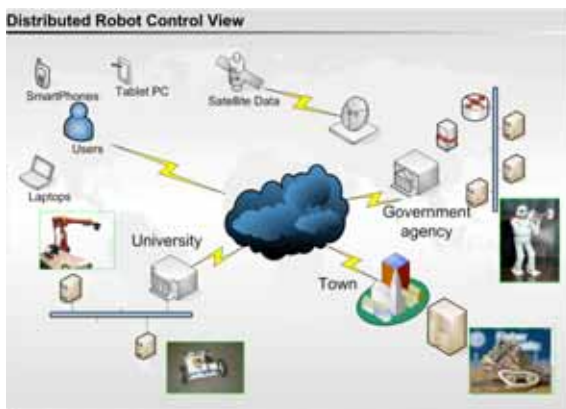 Distributed Robot Control View
SmartPhones
Tablet PC
Satellite Data
Users
Laptops
University
Government
agency
Town